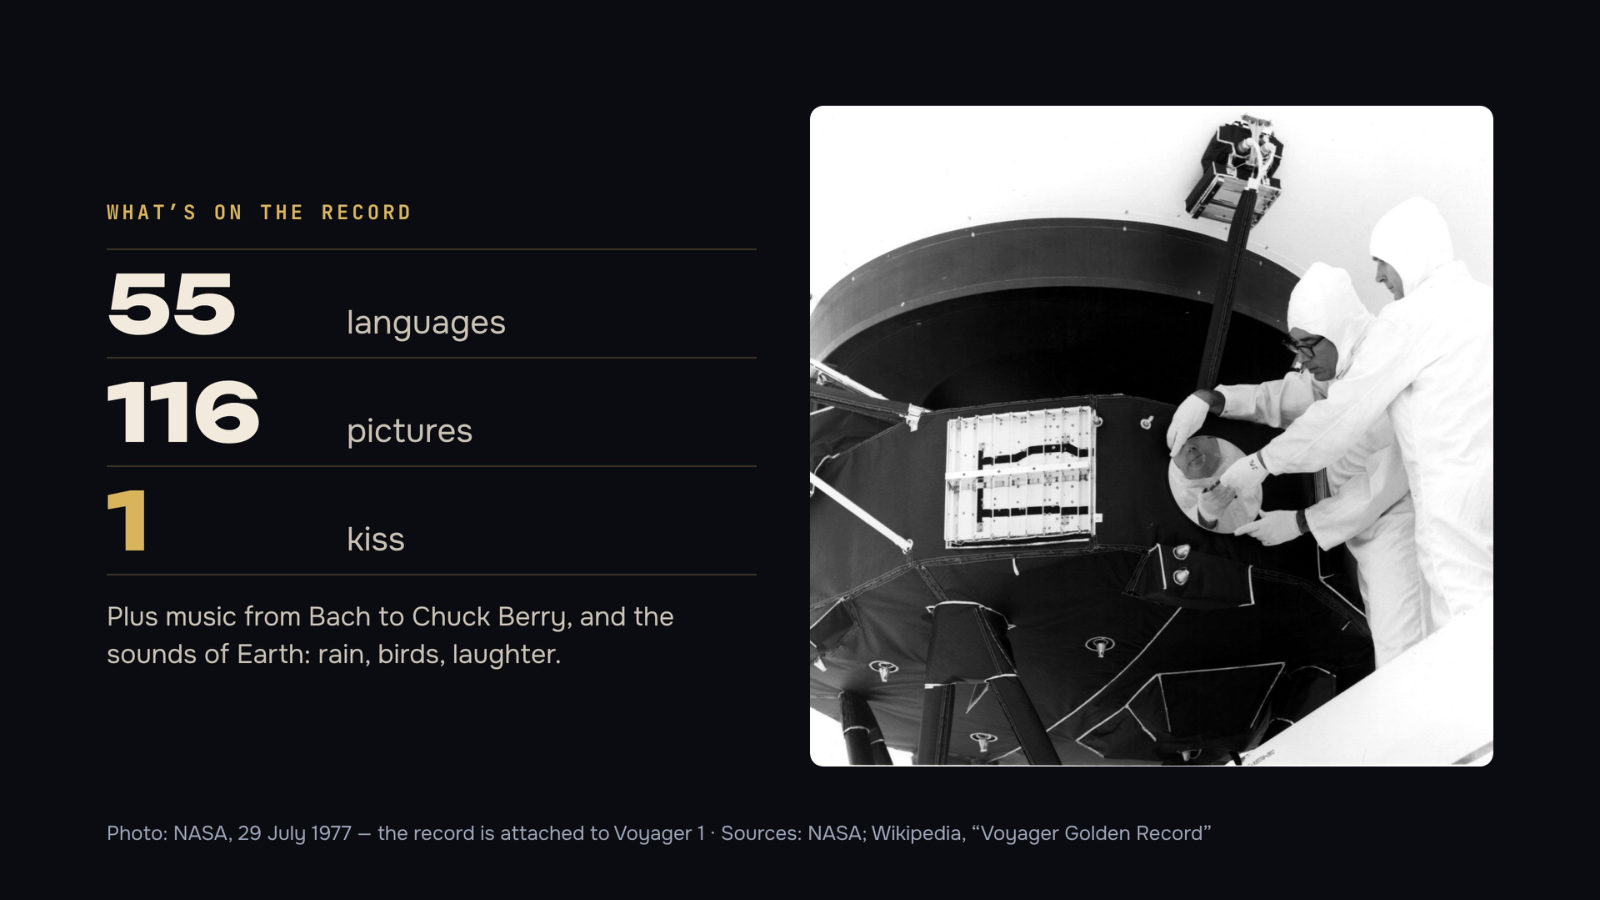 WHAT’S ON THE RECORD
55 languages
116 pictures
1 kiss
Plus music from Bach to Chuck Berry, and the
sounds of Earth: rain, birds, laughter.
Photo: NASA, 29 July 1977 — the record is attached to Voyager 1 · Sources: NASA; Wikipedia, “Voyager Golden Record”